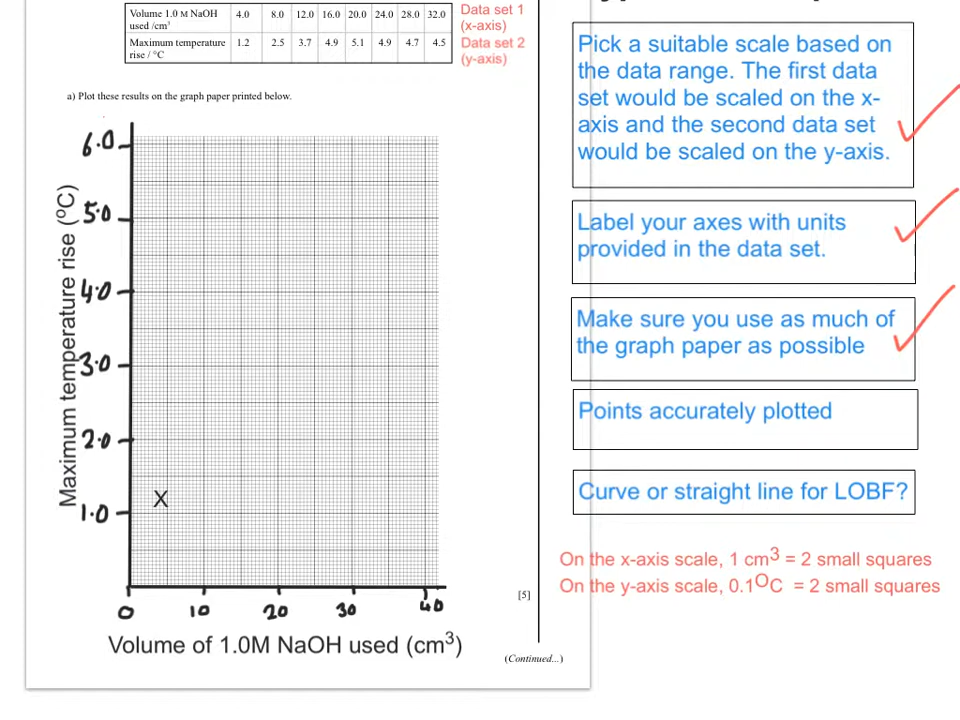 Volume 1.0 M NaOH used /cm³ 4.0 8.0 12.0 16.0 20.0 24.0 28.0 32.0
Maximum temperature rise / °C 1.2 2.5 3.7 4.9 5.1 4.9 4.7 4.5
Data set 1
(x-axis)
Data set 2
(y-axis)
a) Plot these results on the graph paper printed below.
Maximum temperature rise (°C)
6.0
5.0
4.0
3.0
2.0
1.0
X
0 10 20 30 40
Volume of 1.0M NaOH used (cm³)
[5]
(Continued...)
Pick a suitable scale based on
the data range. The first data
set would be scaled on the x-
axis and the second data set
would be scaled on the y-axis.
Label your axes with units
provided in the data set.
Make sure you use as much of
the graph paper as possible
Points accurately plotted
Curve or straight line for LOBF?
On the x-axis scale, 1 cm³ = 2 small squares
On the y-axis scale, 0.1°C = 2 small squares